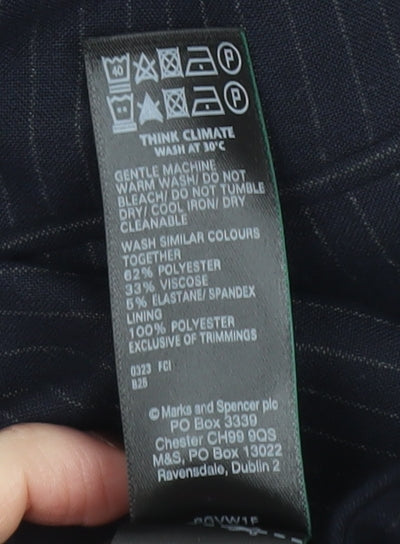 40 P
P
THINK CLIMATE
WASH AT 30°C
GENTLE MACHINE
WARM WASH/ DO NOT
BLEACH/ DO NOT TUMBLE
DRY/ COOL IRON/ DRY
CLEANABLE
WASH SIMILAR COLOURS
TOGETHER
62% POLYESTER
33% VISCOSE
5% ELASTANE/ SPANDEX
LINING
100% POLYESTER
EXCLUSIVE OF TRIMMINGS
0323 FCI
B25
© Marks and Spencer plc
PO Box 3339
Chester CH99 9QS
M&S, PO Box 13022
Ravensdale, Dublin 2